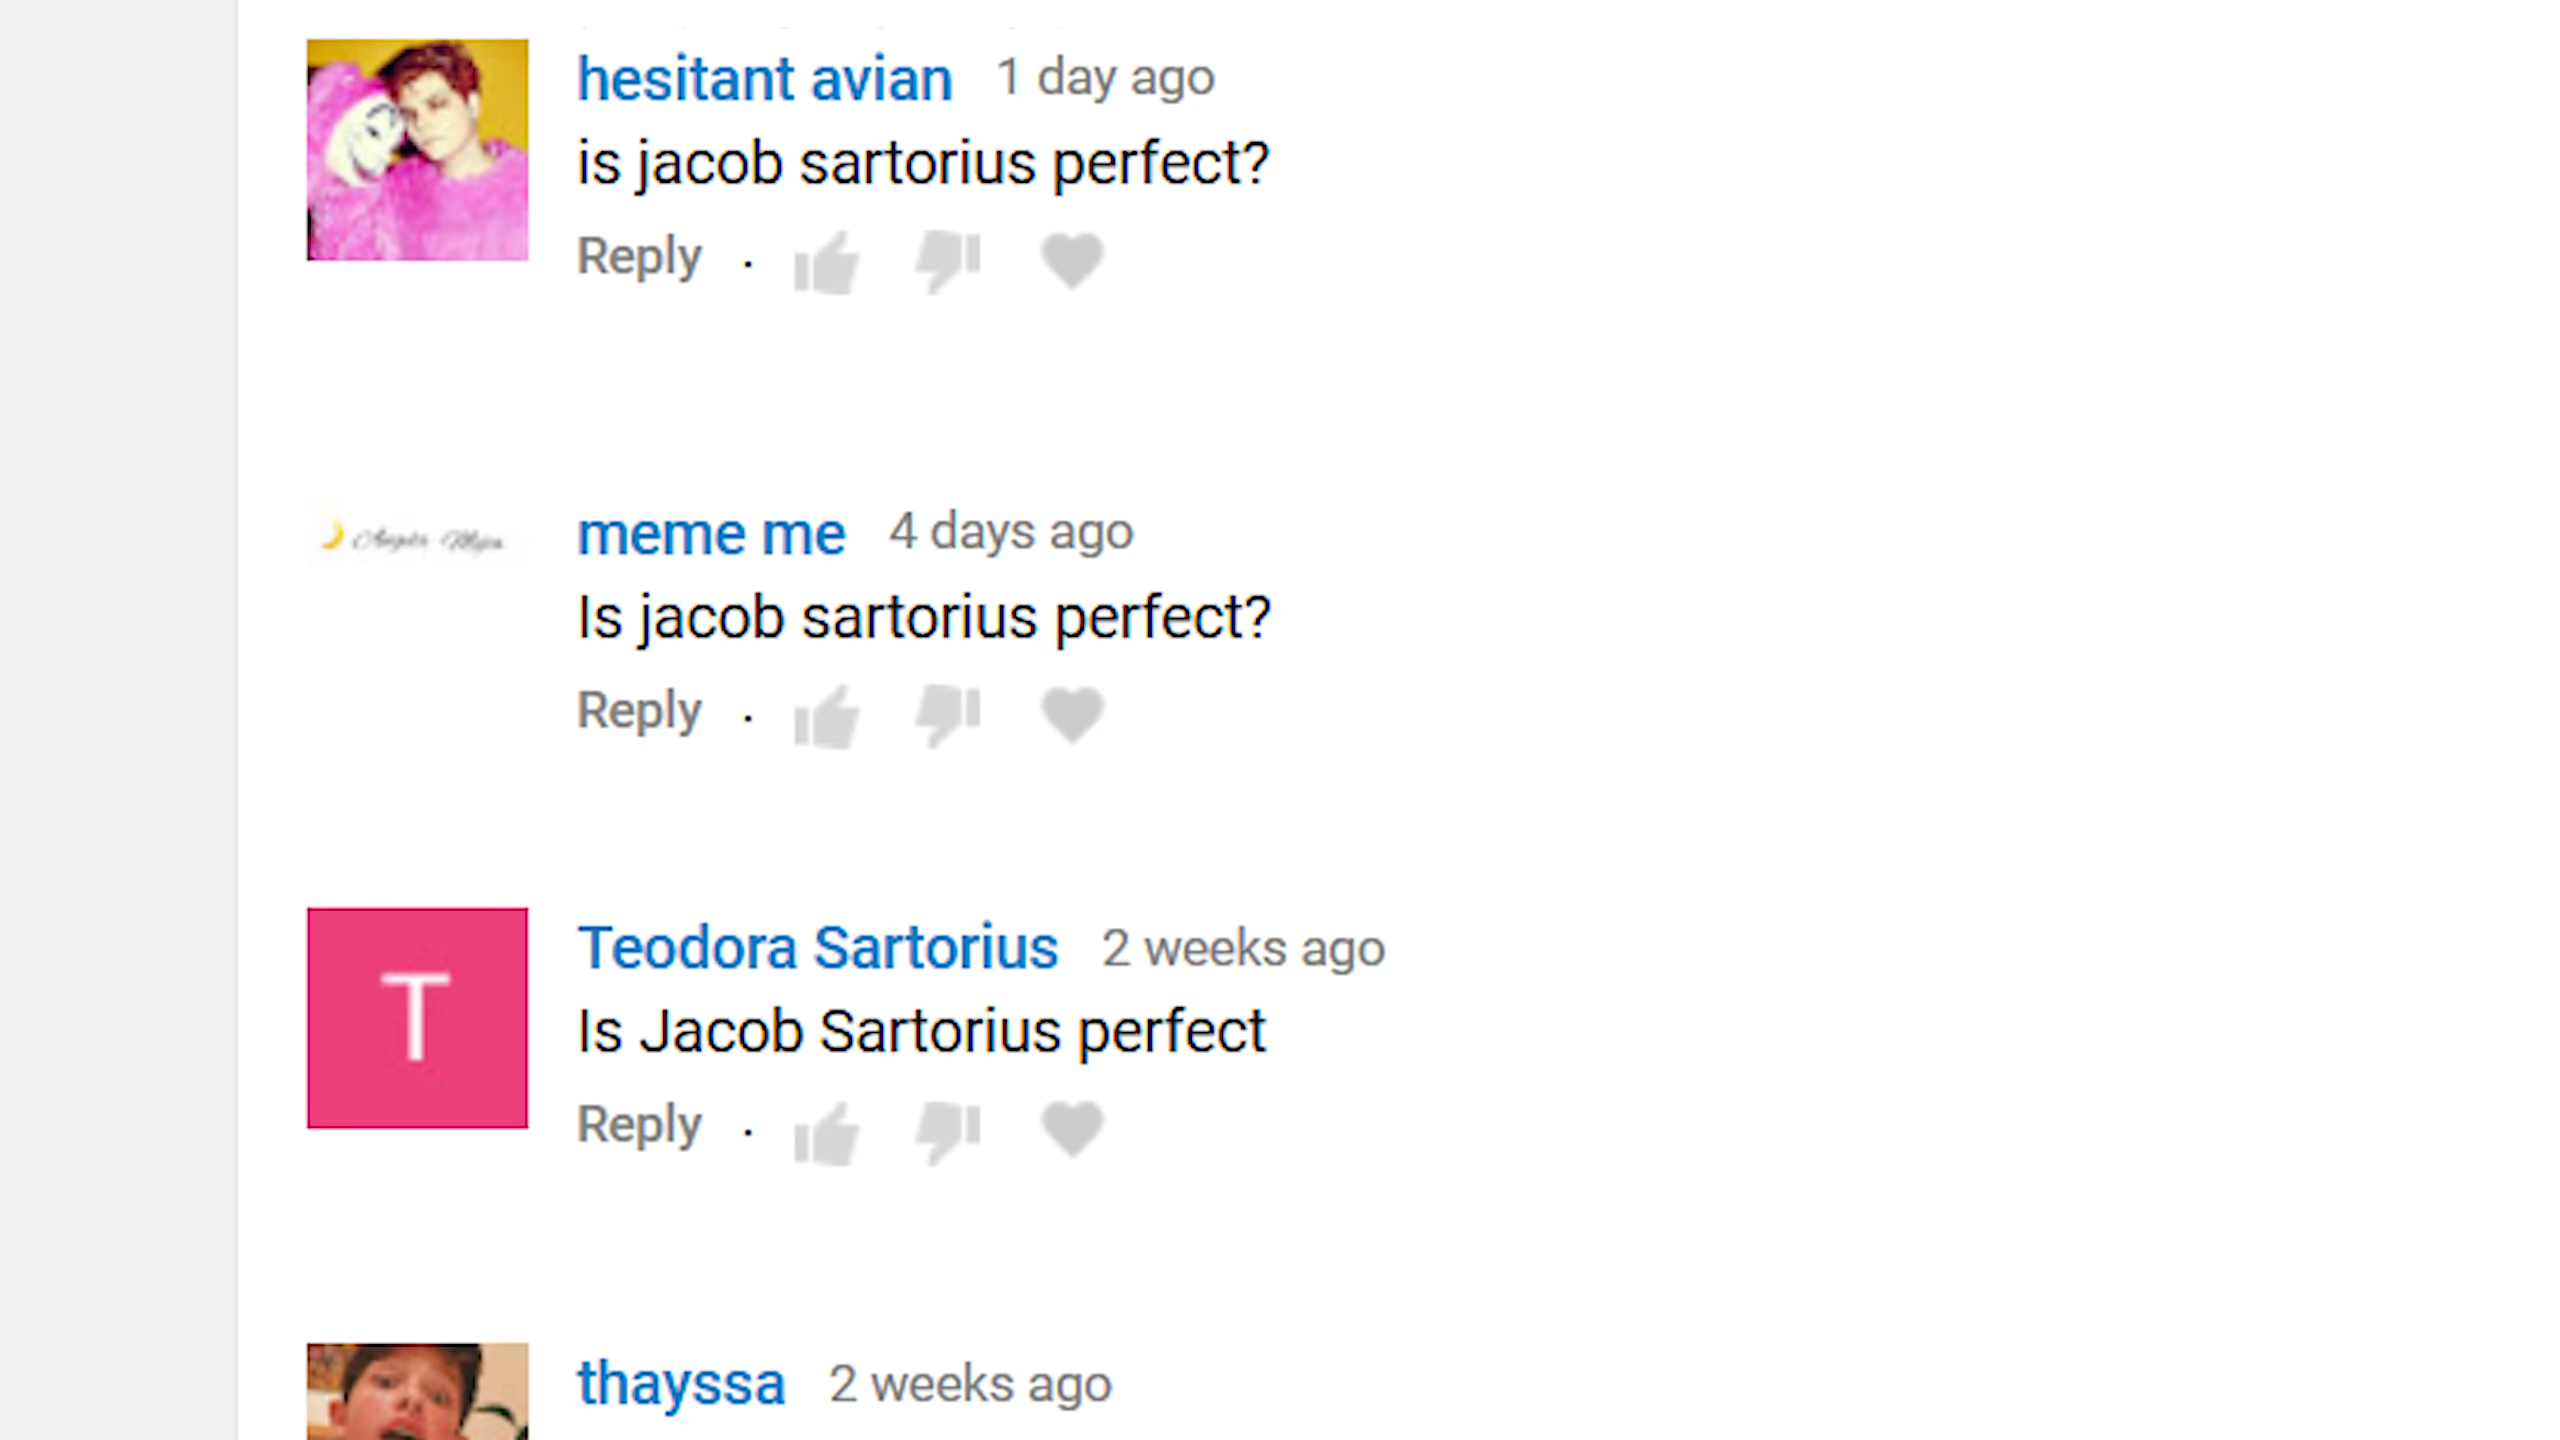 hesitant avian 1 day ago
is jacob sartorius perfect?
Reply ·
meme me 4 days ago
Is jacob sartorius perfect?
Reply ·
T
Teodora Sartorius 2 weeks ago
Is Jacob Sartorius perfect
Reply ·
thayssa 2 weeks ago